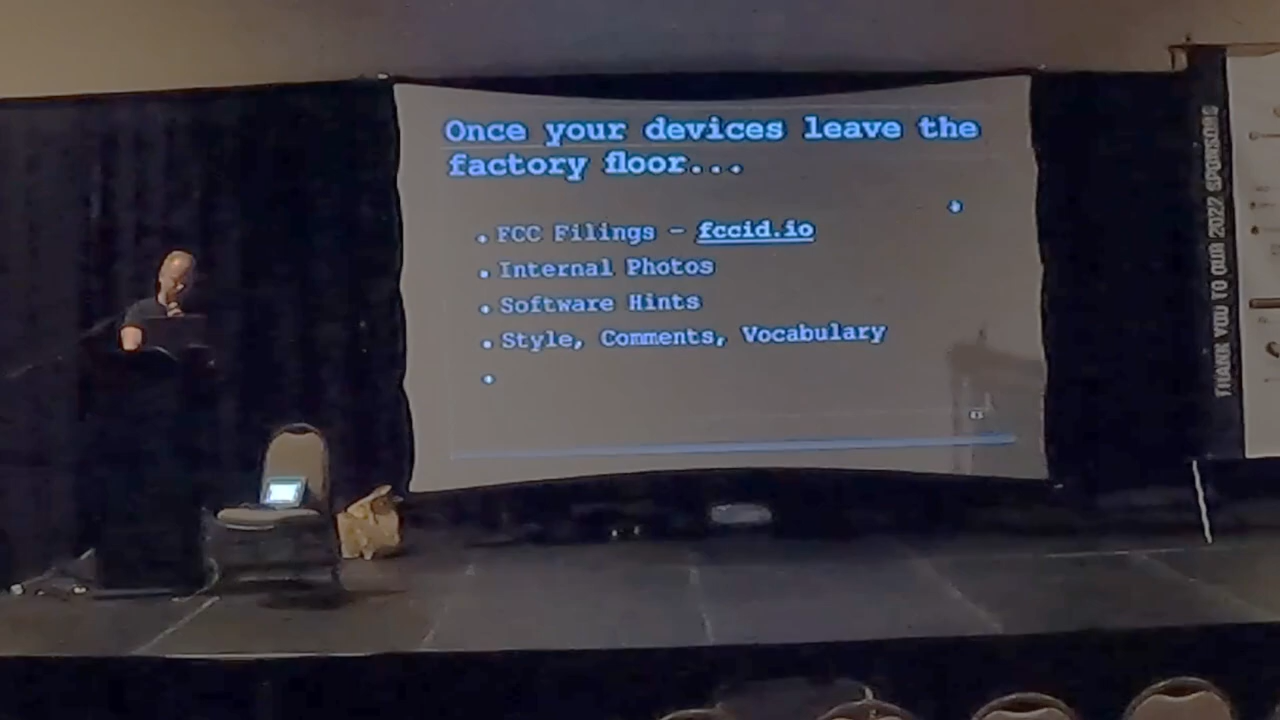 Once your devices leave the
factory floor...
• FCC Filings - fccid.io
• Internal Photos
• Software Hints
• Style, Comments, Vocabulary
•
THANK YOU TO OUR 2022 SPONSORS